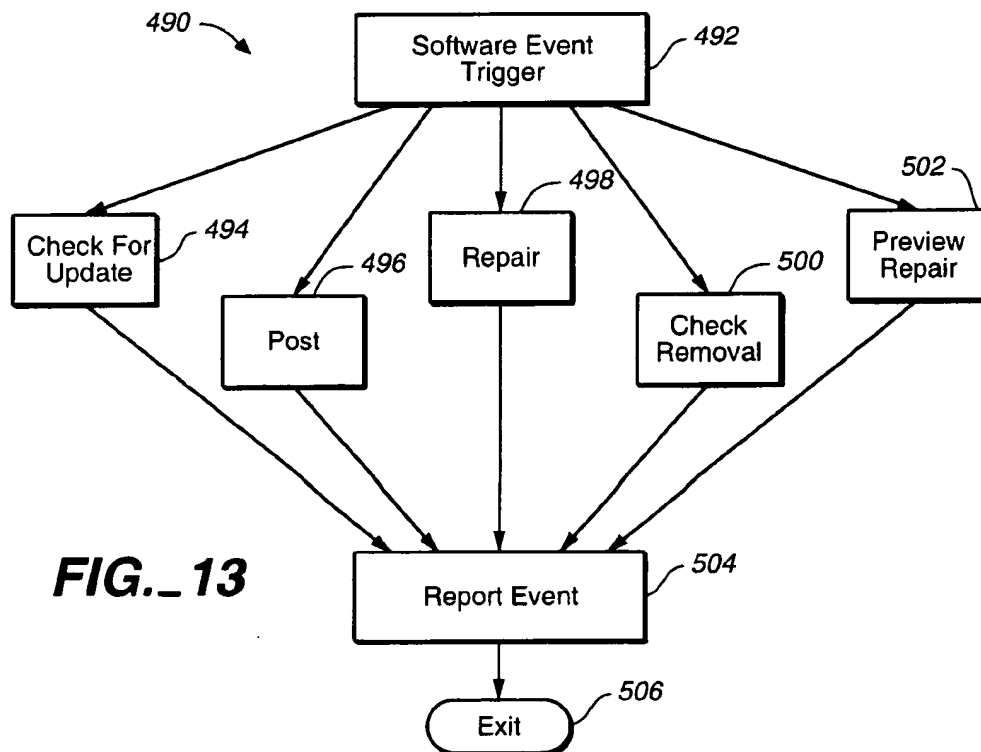 490
Software Event
Trigger
492
502
498
Check For
Update
494
Repair
Preview
Repair
496
500
Post
Check
Removal
FIG._13
Report Event
504
Exit
506